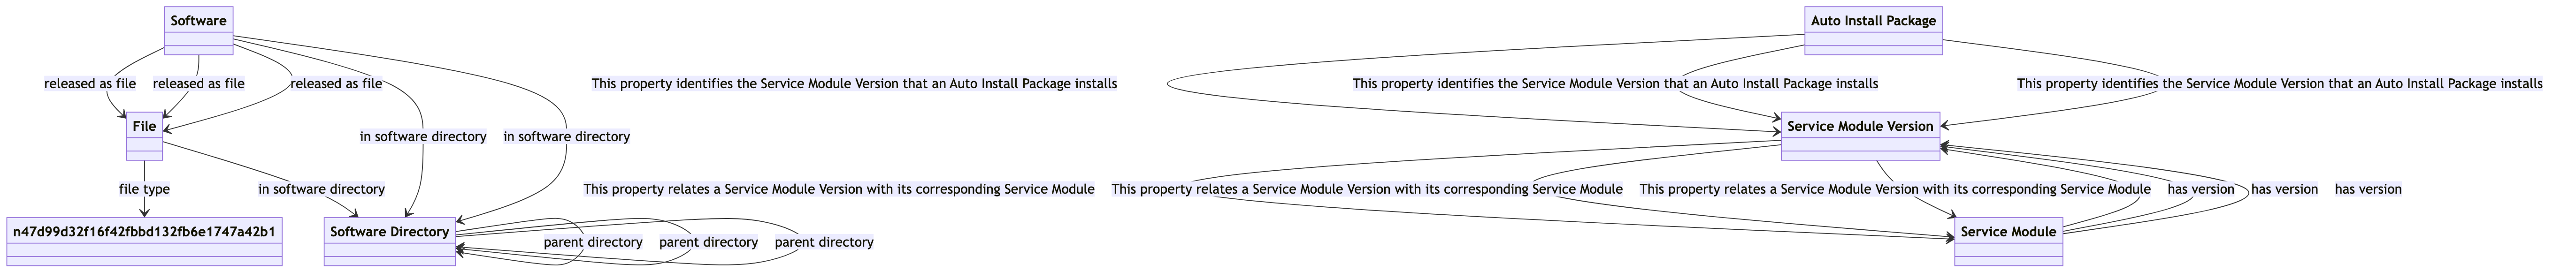 Software
Auto Install Package
released as file
released as file
released as file
This property identifies the Service Module Version that an Auto Install Package installs
This property identifies the Service Module Version that an Auto Install Package installs
This property identifies the Service Module Version that an Auto Install Package installs
File
in software directory
in software directory
Service Module Version
file type
in software directory
This property relates a Service Module Version with its corresponding Service Module
This property relates a Service Module Version with its corresponding Service Module
This property relates a Service Module Version with its corresponding Service Module
has version
has version
has version
n47d99d32f16f42fbbd132fb6e1747a42b1
Software Directory
parent directory
parent directory
parent directory
Service Module